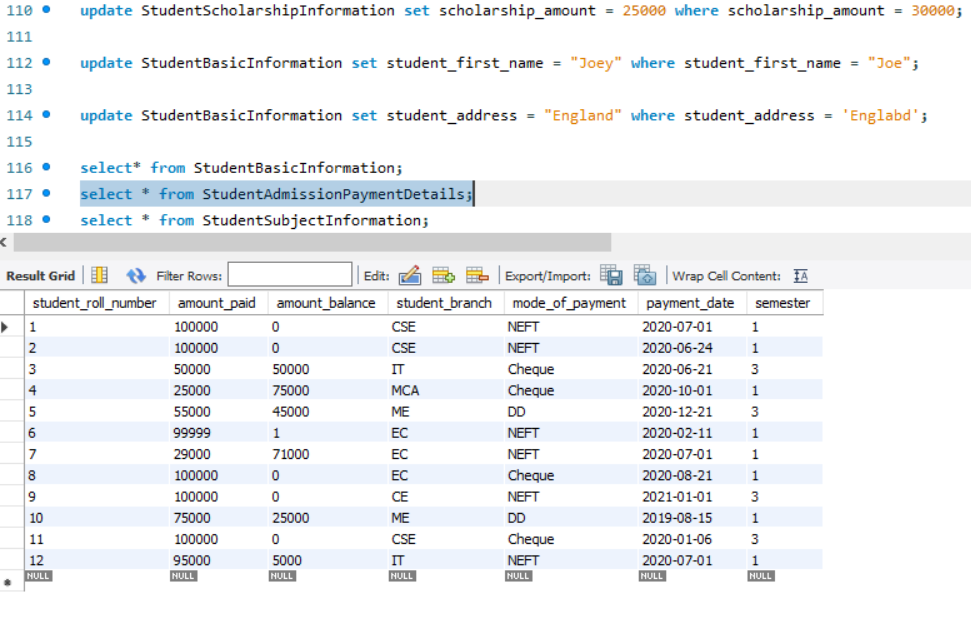 110 update StudentScholarshipInformation set scholarship_amount = 25000 where scholarship_amount = 30000;
111
112 update StudentBasicInformation set student_first_name = "Joey" where student_first_name = "Joe";
113
114 update StudentBasicInformation set student_address = "England" where student_address = 'Englabd';
115
116 select* from StudentBasicInformation;
117 select * from StudentAdmissionPaymentDetails;
118 select * from StudentSubjectInformation;
Result Grid Filter Rows: Edit: Export/Import: Wrap Cell Content: IA
student_roll_number amount_paid amount_balance student_branch mode_of_payment payment_date semester
1 100000 0 CSE NEFT 2020-07-01 1
2 100000 0 CSE NEFT 2020-06-24 1
3 50000 50000 IT Cheque 2020-06-21 3
4 25000 75000 MCA Cheque 2020-10-01 1
5 55000 45000 ME DD 2020-12-21 3
6 99999 1 EC NEFT 2020-02-11 1
7 29000 71000 EC NEFT 2020-07-01 1
8 100000 0 EC Cheque 2020-08-21 1
9 100000 0 CE NEFT 2021-01-01 3
10 75000 25000 ME DD 2019-08-15 1
11 100000 0 CSE Cheque 2020-01-06 3
12 95000 5000 IT NEFT 2020-07-01 1
NULL NULL NULL NULL NULL NULL NULL